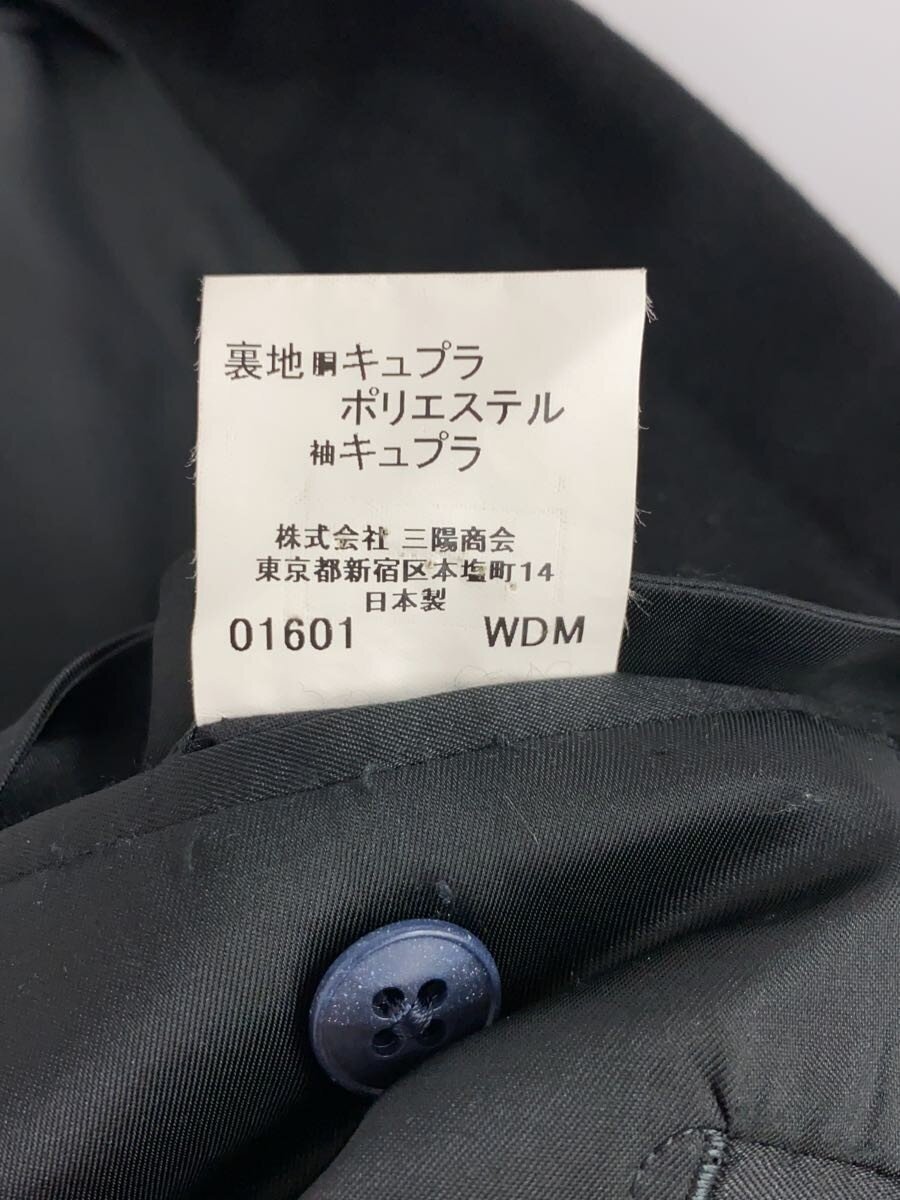 裏地 胴キュプラ
ポリエステル
袖キュプラ
株式会社 三陽商会
東京都新宿区本塩町14
日本製
01601 WDM